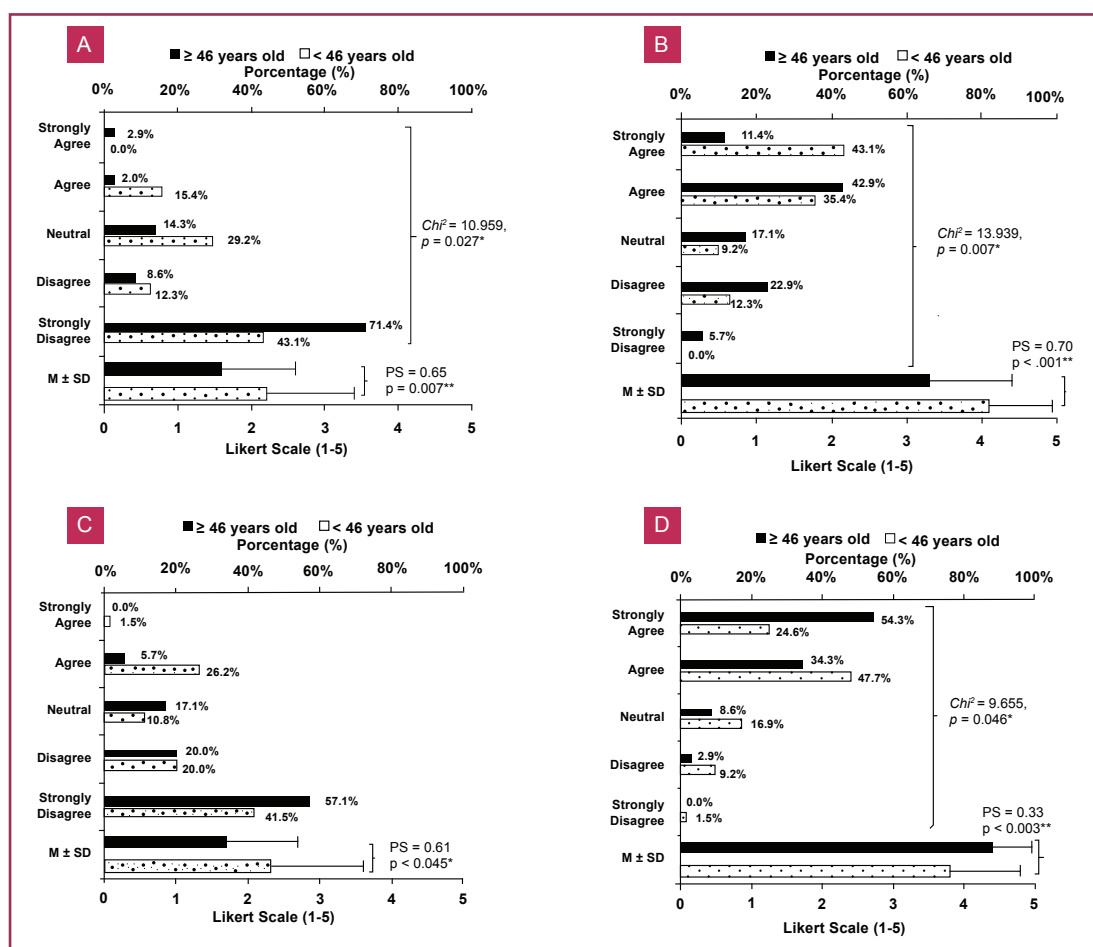 A
■ ≥ 46 years old □ < 46 years old
Porcentage (%)
0% 20% 40% 60% 80% 100%
Strongly
Agree
2.9%
0.0%
Agree
2.0%
15.4%
Neutral
14.3%
29.2%
Disagree
8.6%
12.3%
Strongly
Disagree
71.4%
43.1%
Chi² = 10.959,
p = 0.027*
M ± SD
PS = 0.65
p = 0.007**
0 1 2 3 4 5
Likert Scale (1-5)
B
■ ≥ 46 years old □ < 46 years old
Porcentage (%)
0% 20% 40% 60% 80% 100%
Strongly
Agree
11.4%
43.1%
Agree
42.9%
35.4%
Neutral
17.1%
9.2%
Disagree
22.9%
12.3%
Strongly
Disagree
5.7%
0.0%
Chi² = 13.939,
p = 0.007*
M ± SD
PS = 0.70
p < .001**
0 1 2 3 4 5
Likert Scale (1-5)
C
■ ≥ 46 years old □ < 46 years old
Porcentage (%)
0% 20% 40% 60% 80% 100%
Strongly
Agree
0.0%
1.5%
Agree
5.7%
26.2%
Neutral
17.1%
10.8%
Disagree
20.0%
20.0%
Strongly
Disagree
57.1%
41.5%
M ± SD
PS = 0.61
p < 0.045*
0 1 2 3 4 5
Likert Scale (1-5)
D
■ ≥ 46 years old □ < 46 years old
Porcentage (%)
0% 20% 40% 60% 80% 100%
Strongly
Agree
54.3%
24.6%
Agree
34.3%
47.7%
Neutral
8.6%
16.9%
Disagree
2.9%
9.2%
Strongly
Disagree
0.0%
1.5%
Chi² = 9.655,
p = 0.046*
M ± SD
PS = 0.33
p < 0.003**
0 1 2 3 4 5
Likert Scale (1-5)